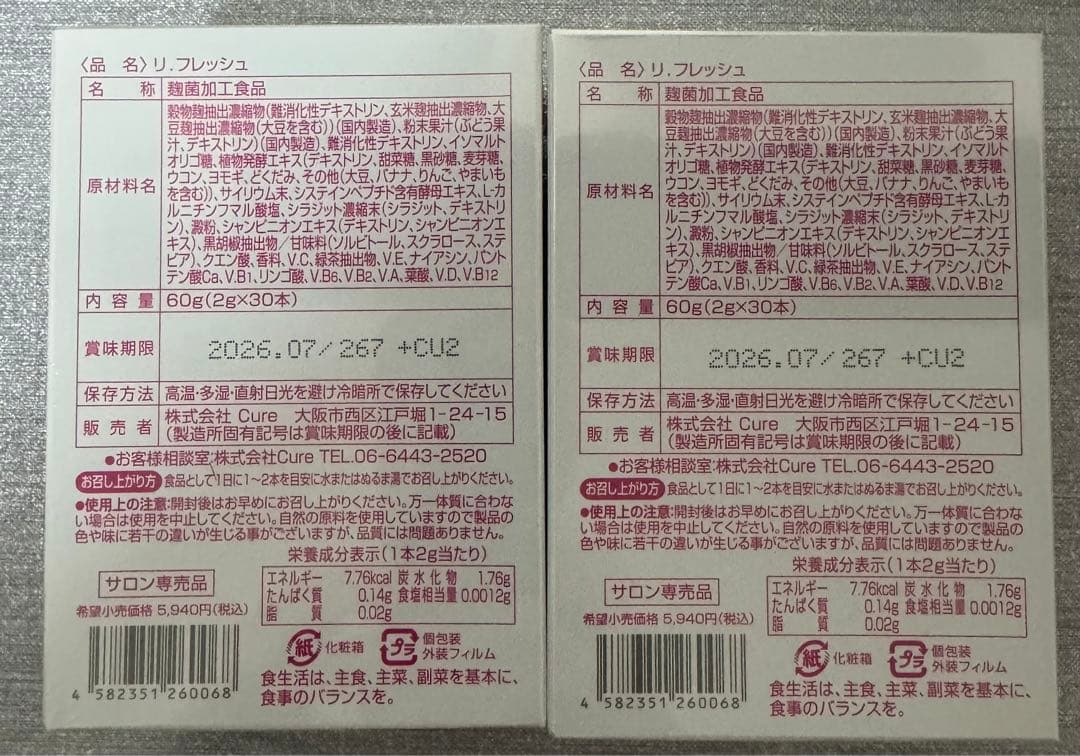 〈品 名〉リ.フレッシュ
名 称 麹菌加工食品
原材料名
穀物麹抽出濃縮物(難消化性デキストリン、玄米麹抽出濃縮物、大
豆麹抽出濃縮物(大豆を含む))(国内製造)、粉末果汁(ぶどう果
汁、デキストリン)(国内製造)、難消化性デキストリン、イソマルト
オリゴ糖、植物発酵エキス(デキストリン、甜菜糖、黒砂糖、麦芽糖、
ウコン、ヨモギ、どくだみ、その他(大豆、バナナ、りんご、やまいも
を含む))、サイリウム末、システインペプチド含有酵母エキス、L-カ
ルニチンフマル酸塩、シラジット濃縮末(シラジット、デキストリ
ン)、澱粉、シャンピニオンエキス(デキストリン、シャンピニオンエ
キス)、黒胡椒抽出物/甘味料(ソルビトール、スクラロース、ステ
ビア)、クエン酸、香料、V.C、緑茶抽出物、V.E、ナイアシン、パント
テン酸Ca、V.B1、リンゴ酸、V.B6、V.B2、V.A、葉酸、V.D、V.B12
内容量 60g(2g×30本)
賞味期限 2026.07/267 +CU2
保存方法 高温・多湿・直射日光を避け冷暗所で保存してください
販売者 株式会社 Cure 大阪市西区江戸堀1-24-15
(製造所固有記号は賞味期限の後に記載)
●お客様相談室:株式会社Cure TEL.06-6443-2520
お召し上がり方 食品として1日に1〜2本を目安に水またはぬるま湯でお召し上がりください。
●使用上の注意:開封後はお早めにお召し上がりください。万一体質に合わな
い場合は使用を中止してください。自然の原料を使用していますので製品の
色や味に若干の違いが生じる事がございますが、品質には問題ありません。
栄養成分表示(1本2g当たり)
サロン専売品
希望小売価格 5,940円(税込)
エネルギー 7.76kcal 炭水化物 1.76g
たんぱく質 0.14g 食塩相当量 0.0012g
脂質 0.02g
紙 化粧箱
プラ 個包装
外装フィルム
4 582351 260068
食生活は、主食、主菜、副菜を基本に、
食事のバランスを。
〈品 名〉リ.フレッシュ
名 称 麹菌加工食品
原材料名
穀物麹抽出濃縮物(難消化性デキストリン、玄米麹抽出濃縮物、大
豆麹抽出濃縮物(大豆を含む))(国内製造)、粉末果汁(ぶどう果
汁、デキストリン)(国内製造)、難消化性デキストリン、イソマルト
オリゴ糖、植物発酵エキス(デキストリン、甜菜糖、黒砂糖、麦芽糖、
ウコン、ヨモギ、どくだみ、その他(大豆、バナナ、りんご、やまいも
を含む))、サイリウム末、システインペプチド含有酵母エキス、L-カ
ルニチンフマル酸塩、シラジット濃縮末(シラジット、デキストリ
ン)、澱粉、シャンピニオンエキス(デキストリン、シャンピニオンエ
キス)、黒胡椒抽出物/甘味料(ソルビトール、スクラロース、ステ
ビア)、クエン酸、香料、V.C、緑茶抽出物、V.E、ナイアシン、パント
テン酸Ca、V.B1、リンゴ酸、V.B6、V.B2、V.A、葉酸、V.D、V.B12
内容量 60g(2g×30本)
賞味期限 2026.07/267 +CU2
保存方法 高温・多湿・直射日光を避け冷暗所で保存してください
販売者 株式会社 Cure 大阪市西区江戸堀1-24-15
(製造所固有記号は賞味期限の後に記載)
●お客様相談室:株式会社Cure TEL.06-6443-2520
お召し上がり方 食品として1日に1〜2本を目安に水またはぬるま湯でお召し上がりください。
●使用上の注意:開封後はお早めにお召し上がりください。万一体質に合わな
い場合は使用を中止してください。自然の原料を使用していますので製品の
色や味に若干の違いが生じる事がございますが、品質には問題ありません。
栄養成分表示(1本2g当たり)
サロン専売品
希望小売価格 5,940円(税込)
エネルギー 7.76kcal 炭水化物 1.76g
たんぱく質 0.14g 食塩相当量 0.0012g
脂質 0.02g
紙 化粧箱
プラ 個包装
外装フィルム
4 582351 260068
食生活は、主食、主菜、副菜を基本に、
食事のバランスを。